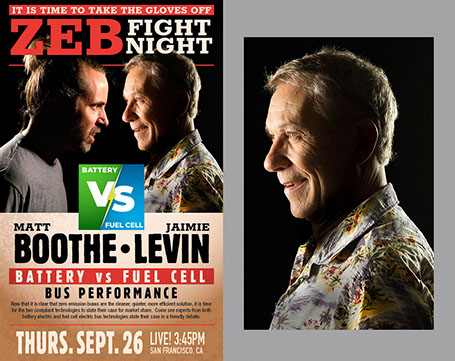 IT IS TIME TO TAKE THE GLOVES OFF
ZEB FIGHT
NIGHT
BATTERY
VS
FUEL CELL
MATT JAIMIE
BOOTHE • LEVIN
BATTERY vs FUEL CELL
BUS PERFORMANCE
Now that it is clear that zero emission buses are the cleaner, quieter, more efficient solution, it is time
for the two compliant technologies to state their case for market share. Come see experts from both
battery electric and fuel cell electric bus technologies state their case in a friendly debate.
THURS. SEPT. 26 LIVE! 3:45PM
SAN FRANCISCO, CA